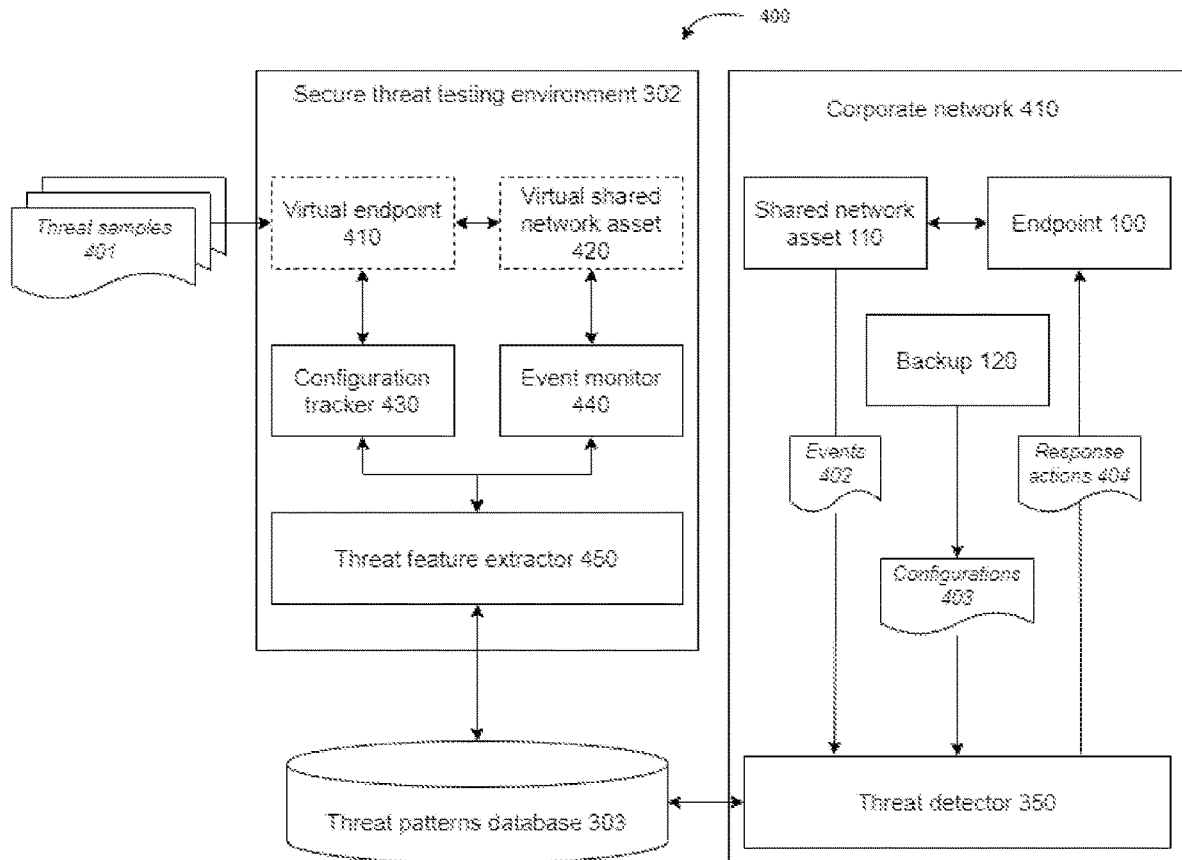 400
Secure threat testing environment 302
Corporate network 410
Threat samples
401
Virtual endpoint
410
Virtual shared
network asset
420
Shared network
asset 110
Endpoint 100
Configuration
tracker 430
Event monitor
440
Backup 120
Events
402
Response
actions 404
Threat feature extractor 450
Configurations
403
Threat patterns database 303
Threat detector 350